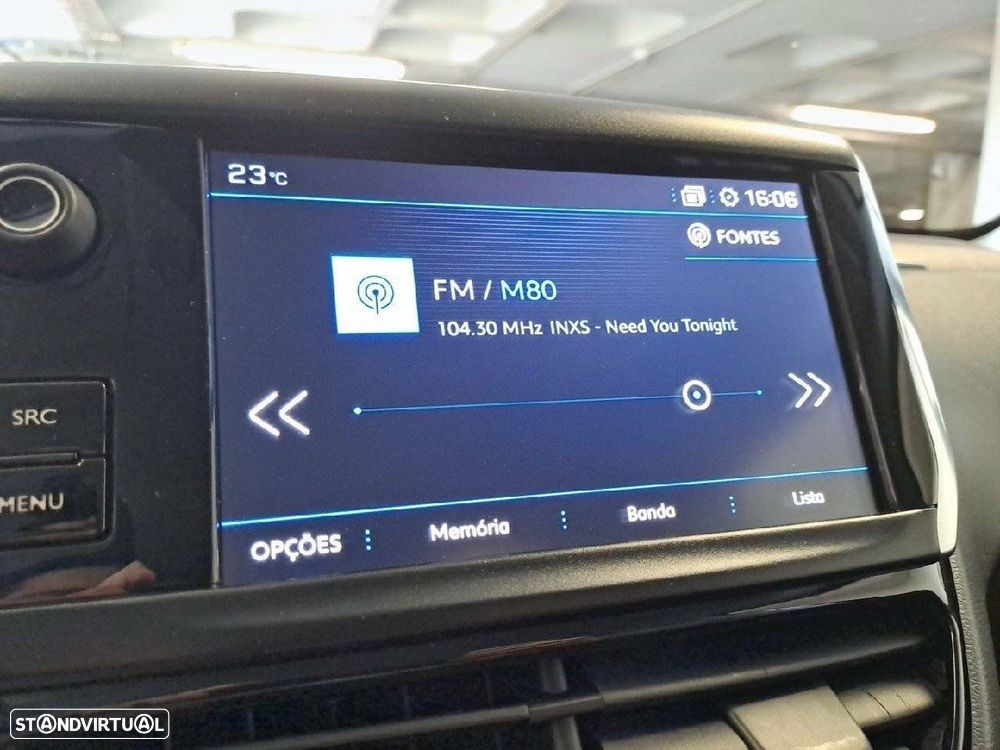 23°C
16:06
FONTES
FM / M80
104.30 MHz INXS - Need You Tonight
SRC
MENU
OPÇÕES
Memória
Banda
Lista
STANDVIRTUAL